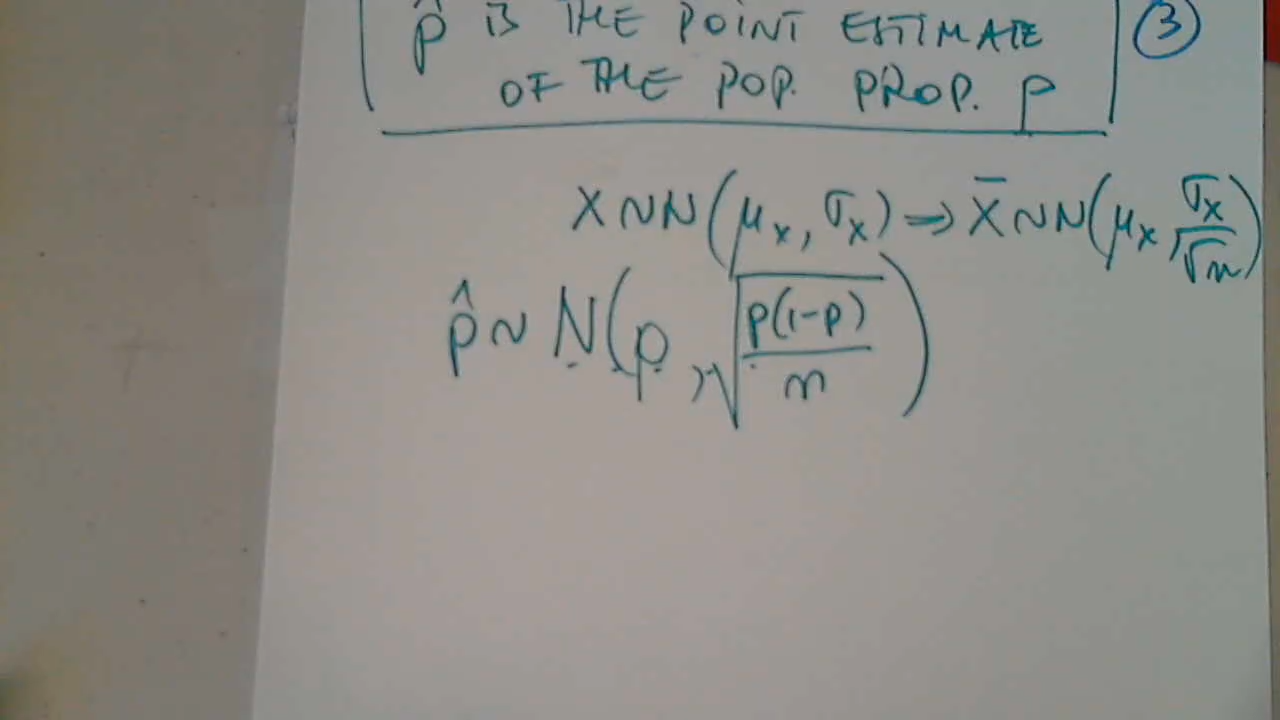 p̂ IS THE POINT ESTIMATE ③
OF THE POP. PROP. p
X ~ N(μₓ, σₓ) ⇒ X̄ ~ N(μₓ, σₓ/√n)
p̂ ~ N(p, √(p(1-p)/n))